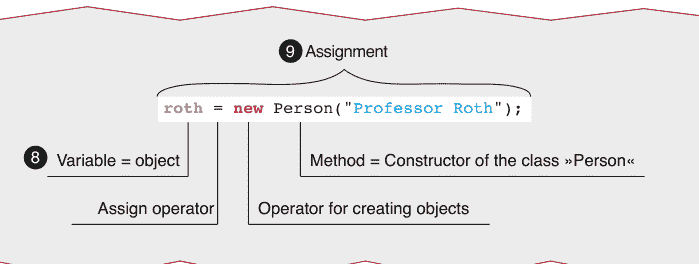 9 Assignment
roth = new Person("Professor Roth");
8 Variable = object
Method = Constructor of the class »Person«
Assign operator
Operator for creating objects